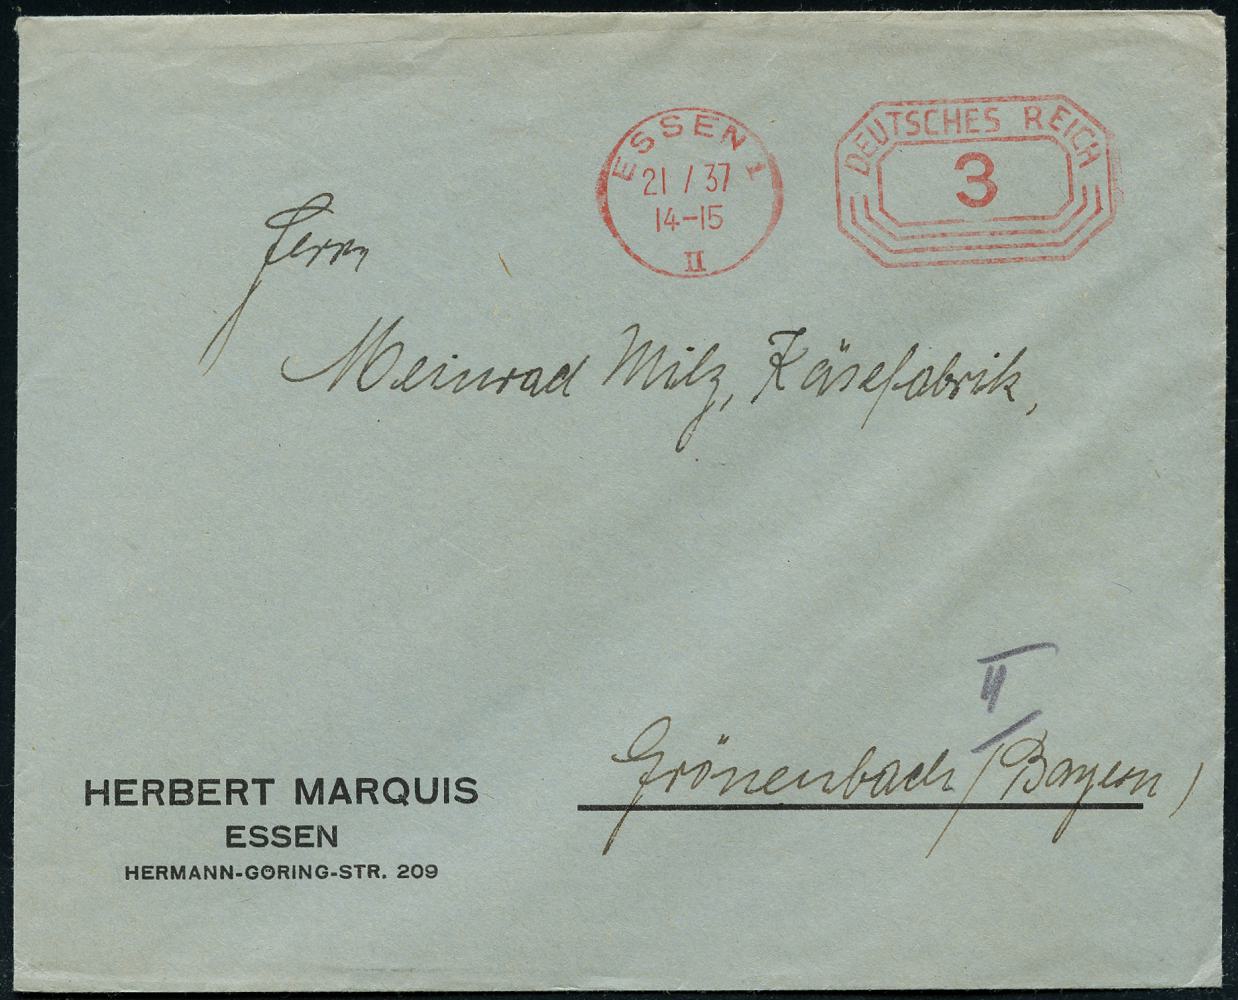 ESSEN 1
21 / 37
14-15
II
DEUTSCHES REICH
3
Herrn
Meinrad Milz, Käsefabrik,
II
Grönenbach (Bayern)
HERBERT MARQUIS
ESSEN
HERMANN-GÖRING-STR. 209